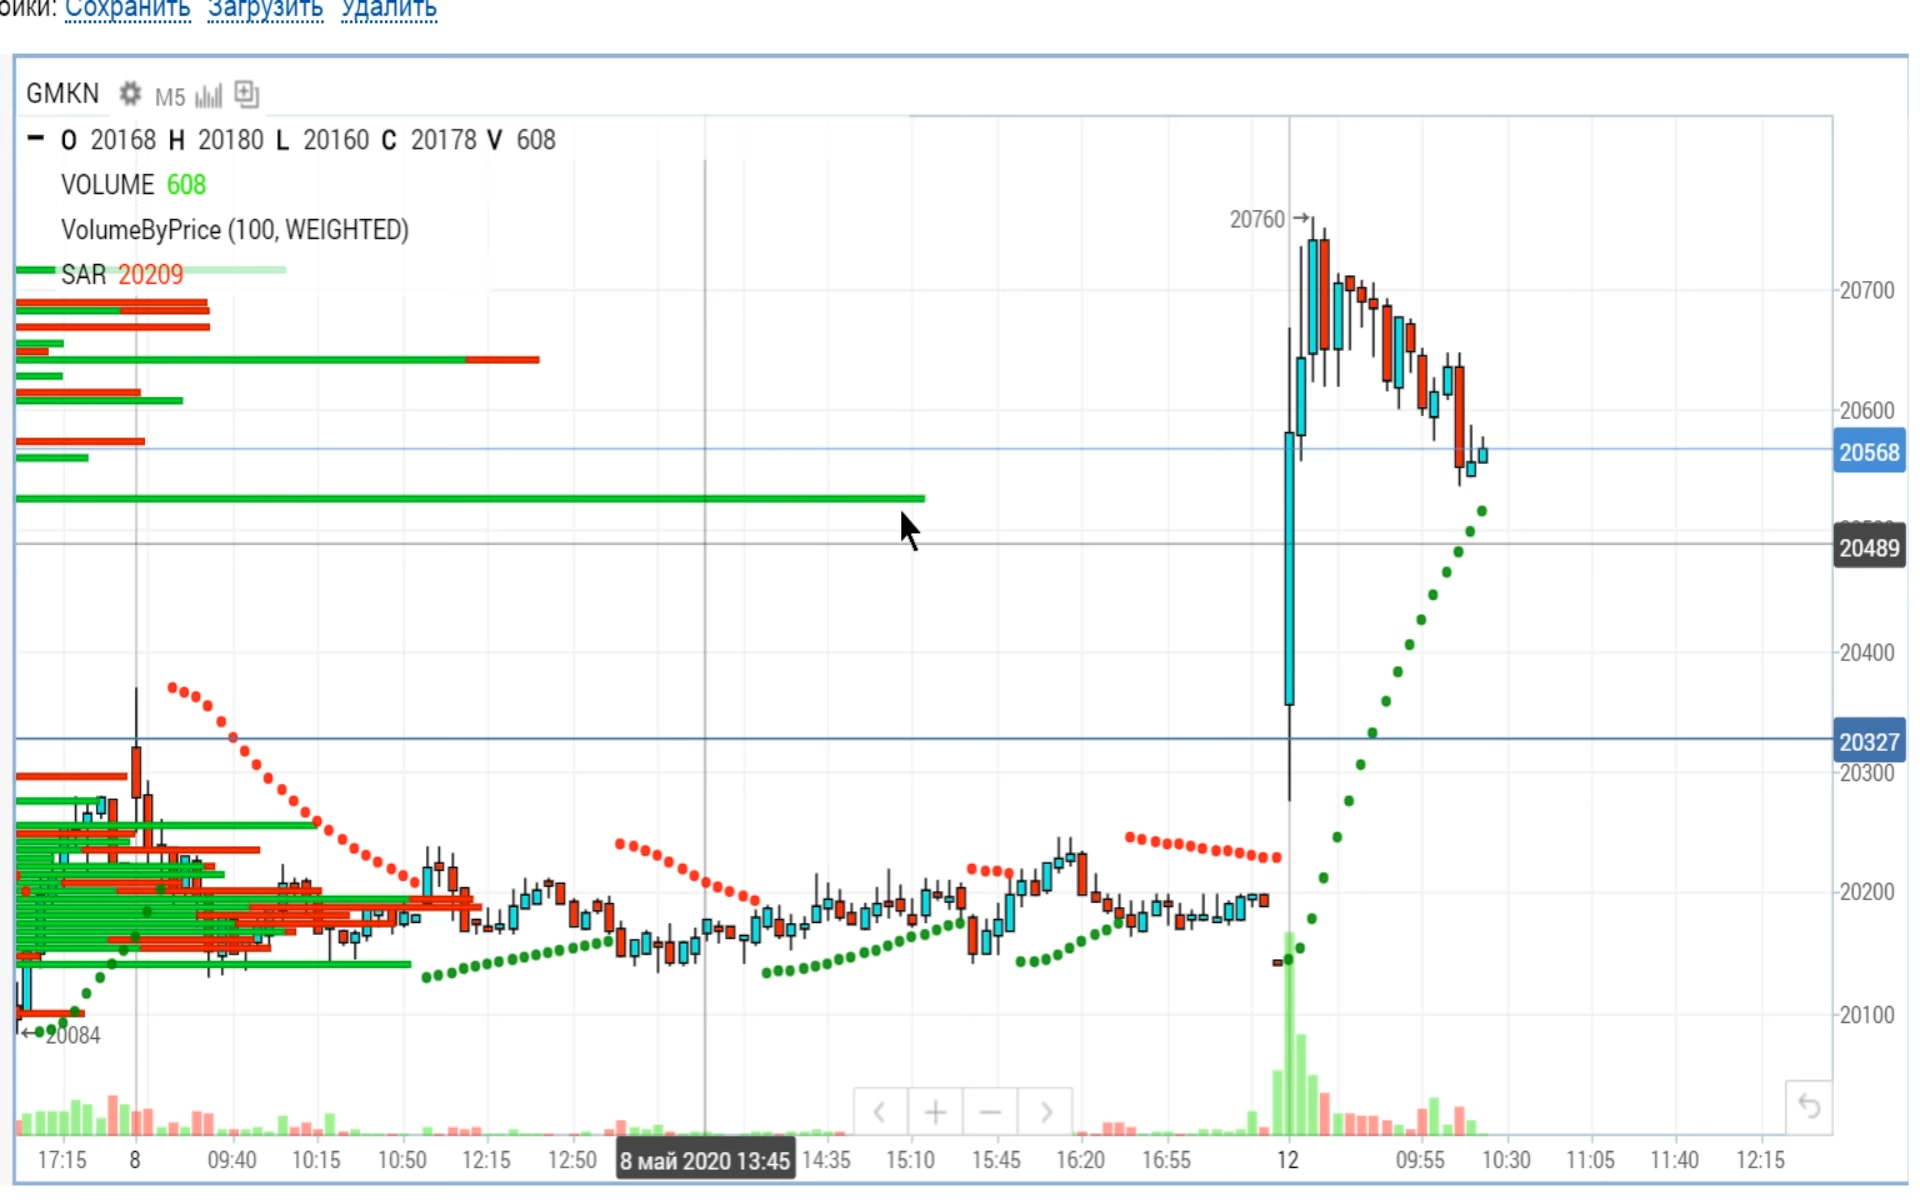 ойки: Сохранить Загрузить Удалить
GMKN M5
O 20168 H 20180 L 20160 C 20178 V 608
VOLUME 608
VolumeByPrice (100, WEIGHTED)
SAR 20209
20760
20700
20600
20568
20489
20400
20327
20300
20200
20100
20084
17:15 8 09:40 10:15 10:50 12:15 12:50 8 май 2020 13:45 14:35 15:10 15:45 16:20 16:55 12 09:55 10:30 11:05 11:40 12:15